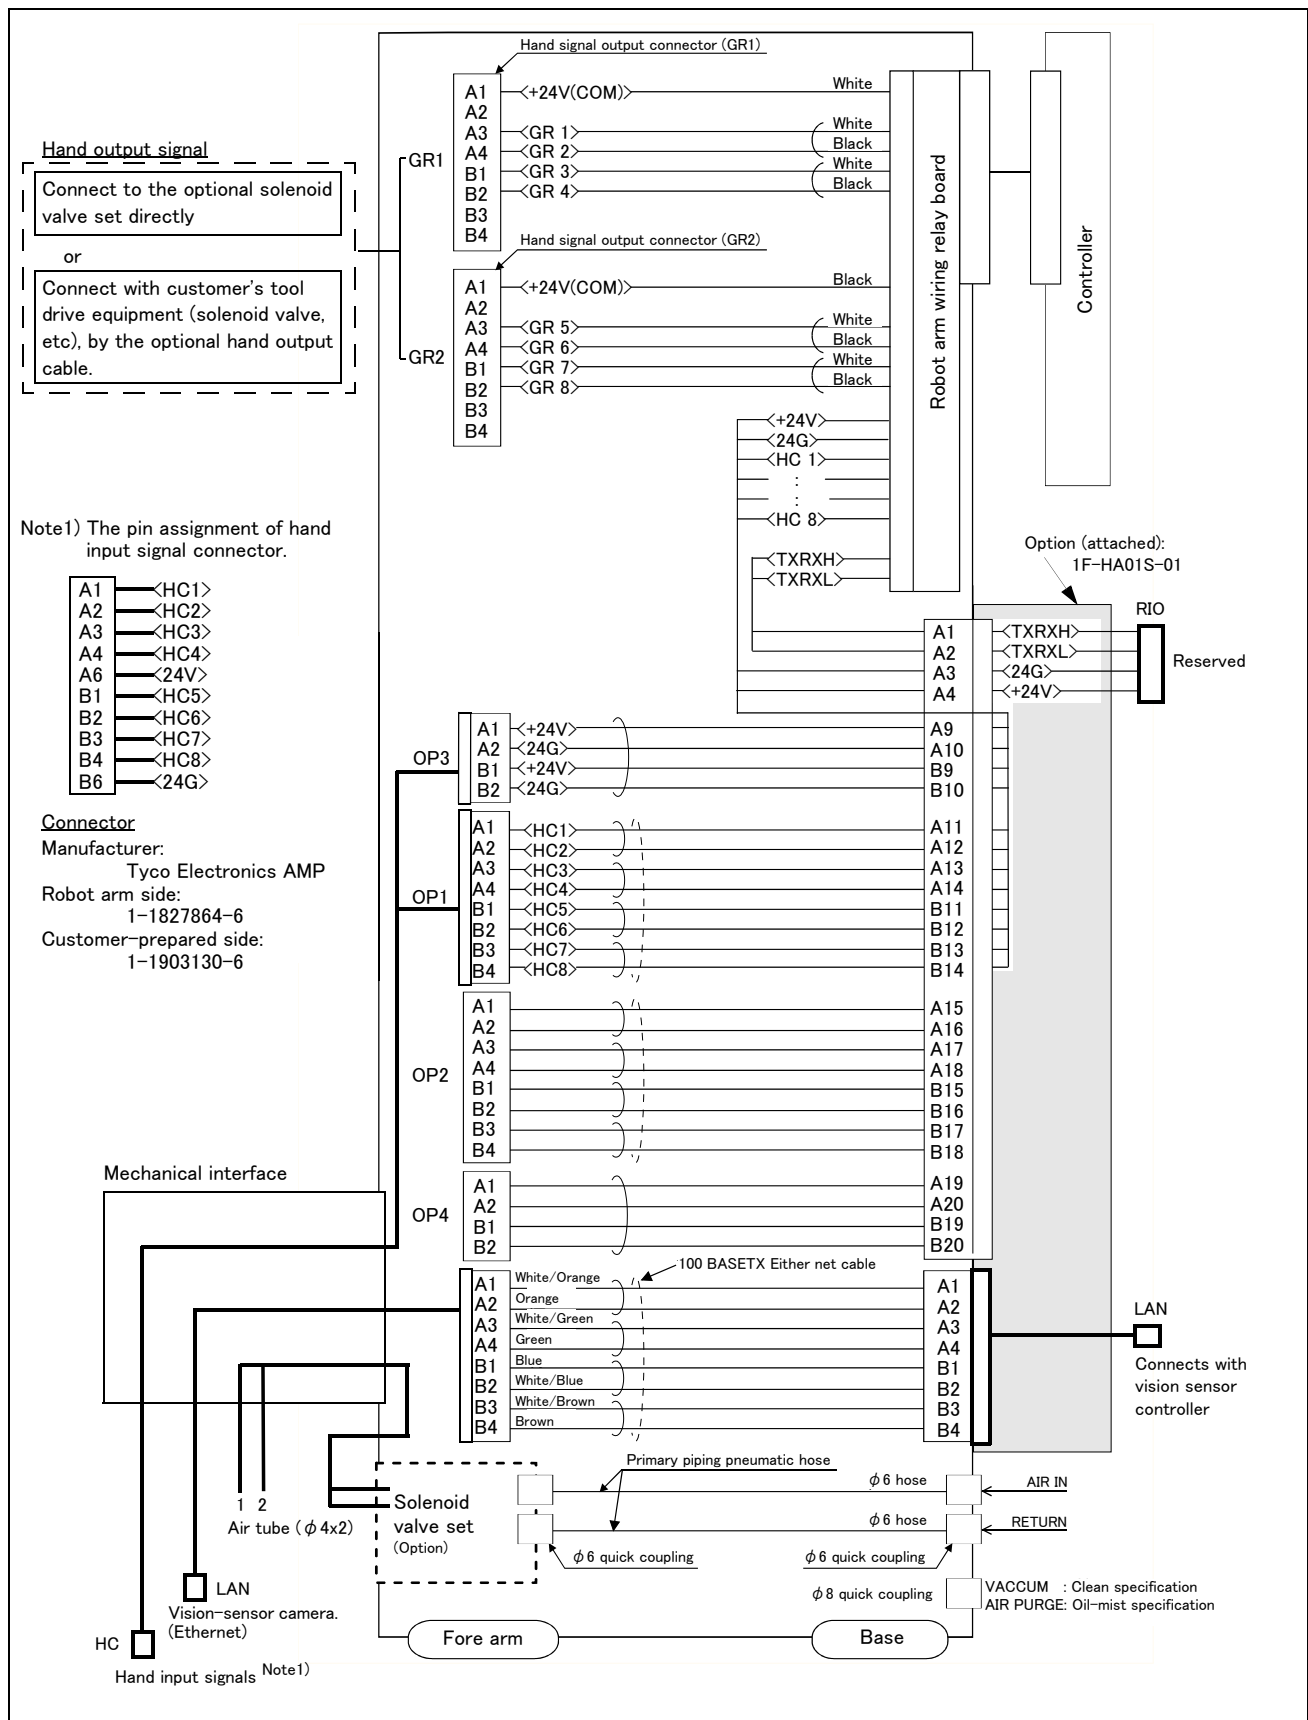 Hand signal output connector (GR1)
A1 <+24V(COM)> White
A2
A3 <GR 1> White
A4 <GR 2> Black
B1 <GR 3> White
B2 <GR 4> Black
B3
B4
GR1
Hand output signal
Connect to the optional solenoid
valve set directly
or
Connect with customer's tool
drive equipment (solenoid valve,
etc), by the optional hand output
cable.
Hand signal output connector (GR2)
A1 <+24V(COM)> Black
A2
A3 <GR 5> White
A4 <GR 6> Black
B1 <GR 7> White
B2 <GR 8> Black
B3
B4
GR2
Robot arm wiring relay board
Controller
<+24V>
<24G>
<HC 1>
:
:
<HC 8>
<TXRXH>
<TXRXL>
Note1) The pin assignment of hand
input signal connector.
A1 <HC1>
A2 <HC2>
A3 <HC3>
A4 <HC4>
A6 <24V>
B1 <HC5>
B2 <HC6>
B3 <HC7>
B4 <HC8>
B6 <24G>
Connector
Manufacturer:
Tyco Electronics AMP
Robot arm side:
1-1827864-6
Customer-prepared side:
1-1903130-6
Option (attached):
1F-HA01S-01
RIO
A1 <TXRXH>
A2 <TXRXL>
A3 <24G>
A4 <+24V>
Reserved
OP3
A1 <+24V> A9
A2 <24G> A10
B1 <+24V> B9
B2 <24G> B10
OP1
A1 <HC1> A11
A2 <HC2> A12
A3 <HC3> A13
A4 <HC4> A14
B1 <HC5> B11
B2 <HC6> B12
B3 <HC7> B13
B4 <HC8> B14
OP2
A1 A15
A2 A16
A3 A17
A4 A18
B1 B15
B2 B16
B3 B17
B4 B18
Mechanical interface
OP4
A1 A19
A2 A20
B1 B19
B2 B20
100 BASETX Either net cable
A1 White/Orange A1
A2 Orange A2
A3 White/Green A3
A4 Green A4
B1 Blue B1
B2 White/Blue B2
B3 White/Brown B3
B4 Brown B4
LAN
Connects with
vision sensor
controller
Primary piping pneumatic hose
φ6 hose AIR IN
φ6 hose RETURN
1 2
Air tube (φ4x2)
Solenoid
valve set
(Option)
φ6 quick coupling φ6 quick coupling
φ8 quick coupling VACCUM : Clean specification
AIR PURGE: Oil-mist specification
LAN
Vision-sensor camera.
(Ethernet)
HC
Hand input signals Note1)
Fore arm
Base